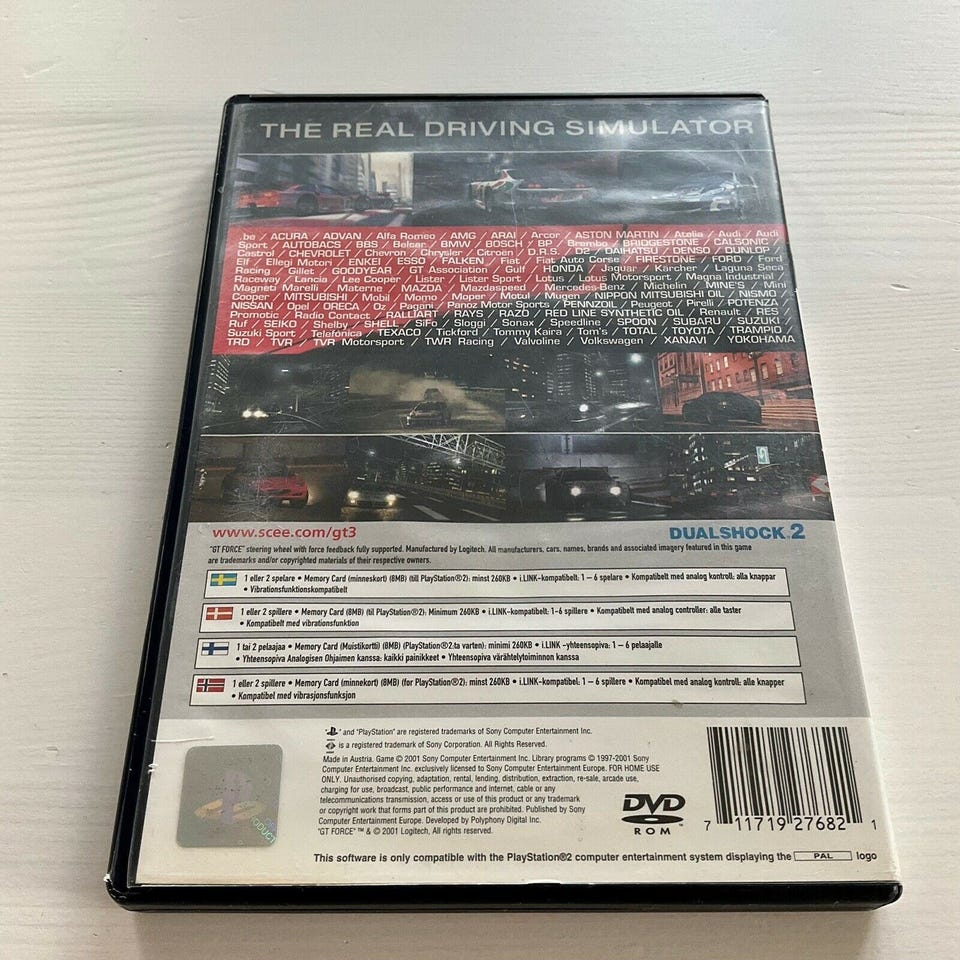 THE REAL DRIVING SIMULATOR
.be / ACURA / ADVAN / Alfa Romeo / AMG / ARAI / Arcor / ASTON MARTIN / Atalia / Audi / Audi
Sport / AUTOBACS / BBS / Belcar / BMW / BOSCH / BP / Brembo / BRIDGESTONE / CALSONIC /
Castrol / CHEVROLET / Chevron / Chrysler / Citroen / D.R.S. / D2 / DAIHATSU / DENSO / DUNLOP /
Elf / Ellegi Motori / ENKEI / ESSO / FALKEN / Fiat / Fiat Auto Corse / FIRESTONE / FORD / Ford
Racing / Gillet / GOODYEAR / GT Association / Gulf / HONDA / Jaguar / Karcher / Laguna Seca
Raceway / Lancia / Lee Cooper / Lister / Lister Sport / Lotus / Lotus Motorsport / Magna Industrial /
Magneti Marelli / Materne / MAZDA / Mazdaspeed / Mercedes-Benz / Michelin / MINE'S / Mini
Cooper / MITSUBISHI / Mobil / Momo / Moper / Motul / Mugen / NIPPON MITSUBISHI OIL / NISMO /
NISSAN / Opel / ORECA / Oz / Pagani / Panoz Motor Sports / PENNZOIL / Peugeot / Pirelli / POTENZA
Promotic / Radio Contact / RALLIART / RAYS / RAZO / RED LINE SYNTHETIC OIL / Renault / RES
Ruf / SEIKO / Shelby / SHELL / SiFo / Sloggi / Sonax / Speedline / SPOON / SUBARU / SUZUKI
Suzuki Sport / Telefónica / TEXACO / Tickford / Tommy Kaira / Tom's / TOTAL / TOYOTA / TRAMPIO
TRD / TVR / TVR Motorsport / TWR Racing / Valvoline / Volkswagen / XANAVI / YOKOHAMA
www.scee.com/gt3
DUALSHOCK 2
"GT FORCE" steering wheel with force feedback fully supported. Manufactured by Logitech. All manufacturers, cars, names, brands and associated imagery featured in this game
are trademarks and/or copyrighted materials of their respective owners.
1 eller 2 spelare • Memory Card (minneskort) (8MB) (till PlayStation®2): minst 260KB • i.LINK-kompatibelt: 1 – 6 spelare • Kompatibelt med analog kontroll: alla knappar
• Vibrationsfunktionskompatibelt
1 eller 2 spillere • Memory Card (8MB) (til PlayStation®2): Minimum 260KB • i.LINK-kompatibelt: 1-6 spillere • Kompatibelt med analog controller: alle taster
• Kompatibelt med vibrationsfunktion
1 tai 2 pelaajaa • Memory Card (Muistikortti) (8MB) (PlayStation®2:ta varten): minimi 260KB • i.LINK -yhteensopiva: 1 – 6 pelaajalle
• Yhteensopiva Analogisen Ohjaimen kanssa: kaikki painikkeet • Yhteensopiva värähtelytoiminnon kanssa
1 eller 2 spillere • Memory Card (minnekort) (8MB) (for PlayStation®2): minst 260KB • i.LINK-kompatibel: 1 – 6 spillere • Kompatibel med analog kontroll: alle knapper
• Kompatibel med vibrasjonsfunksjon
" " and "PlayStation" are registered trademarks of Sony Computer Entertainment Inc.
is a registered trademark of Sony Corporation. All Rights Reserved.
Made in Austria. Game © 2001 Sony Computer Entertainment Inc. Library programs © 1997-2001 Sony
Computer Entertainment Inc. exclusively licensed to Sony Computer Entertainment Europe. FOR HOME USE
ONLY. Unauthorised copying, adaptation, rental, lending, distribution, extraction, re-sale, arcade use,
charging for use, broadcast, public performance and internet, cable or any
telecommunications transmission, access or use of this product or any trademark
or copyright work that forms part of this product are prohibited. Published by Sony
Computer Entertainment Europe. Developed by Polyphony Digital Inc.
"GT FORCE" ™ & © 2001 Logitech, All rights reserved.
DVD
ROM
7 11719 27682 1
This software is only compatible with the PlayStation®2 computer entertainment system displaying the PAL logo